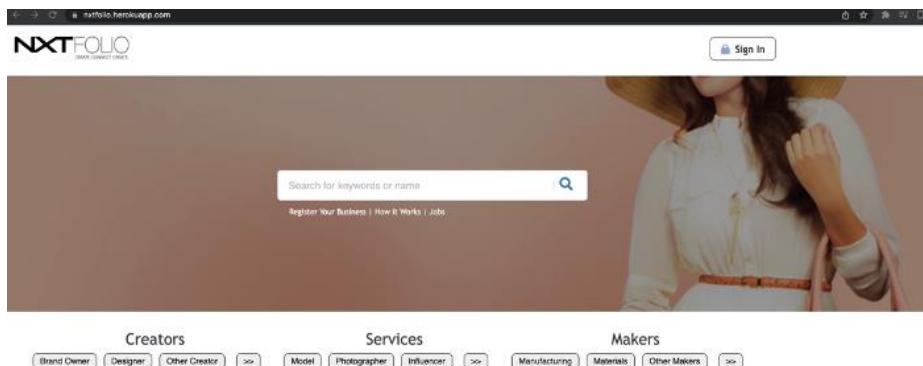 nxtfolio.herokuapp.com
NXTFOLIO
Sign In
Search for keywords or name
Register Your Business | How It Works | Jobs
Creators
Services
Makers
Brand Owner Designer Other Creator >>
Model Photographer Influencer >>
Manufacturing Materials Other Makers >>